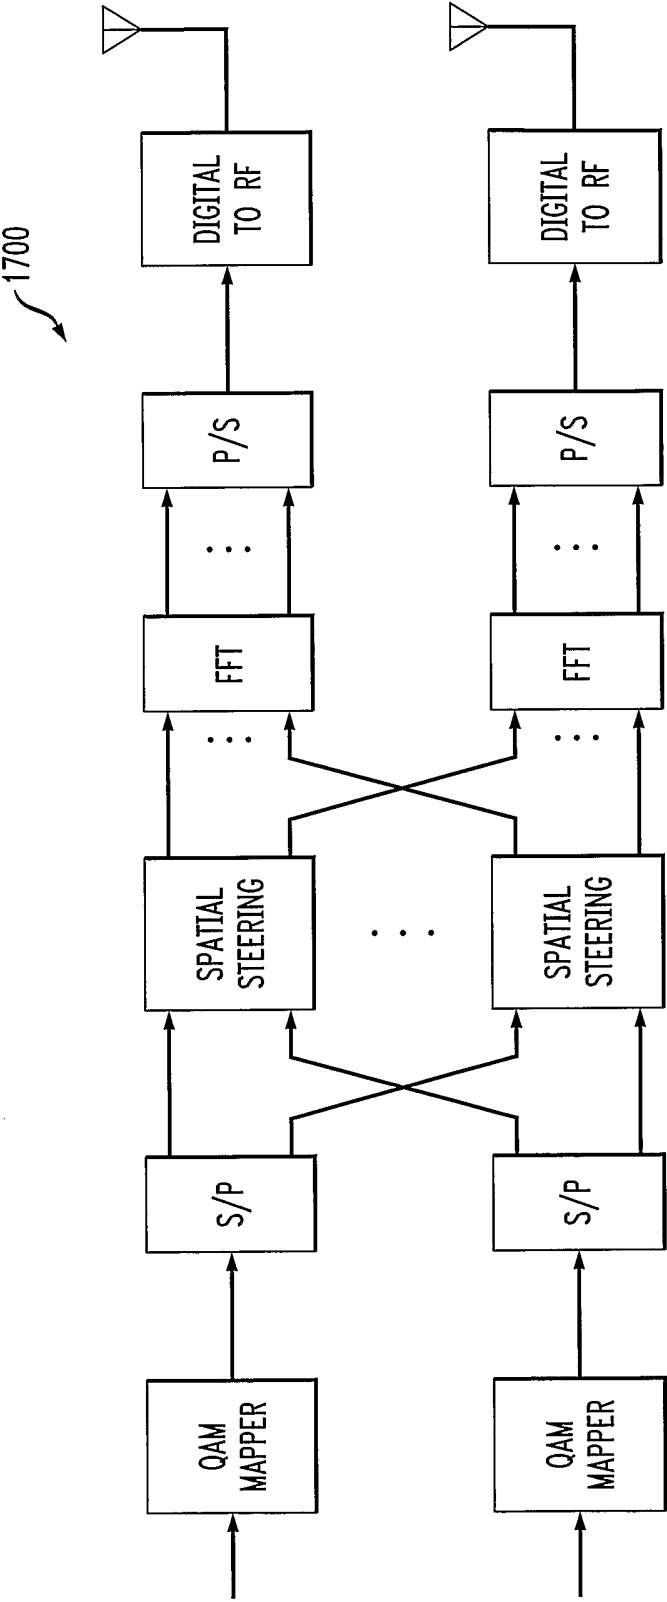 1700
QAM
MAPPER
S/P
SPATIAL
STEERING
FFT
P/S
DIGITAL
TO RF
QAM
MAPPER
S/P
SPATIAL
STEERING
FFT
P/S
DIGITAL
TO RF